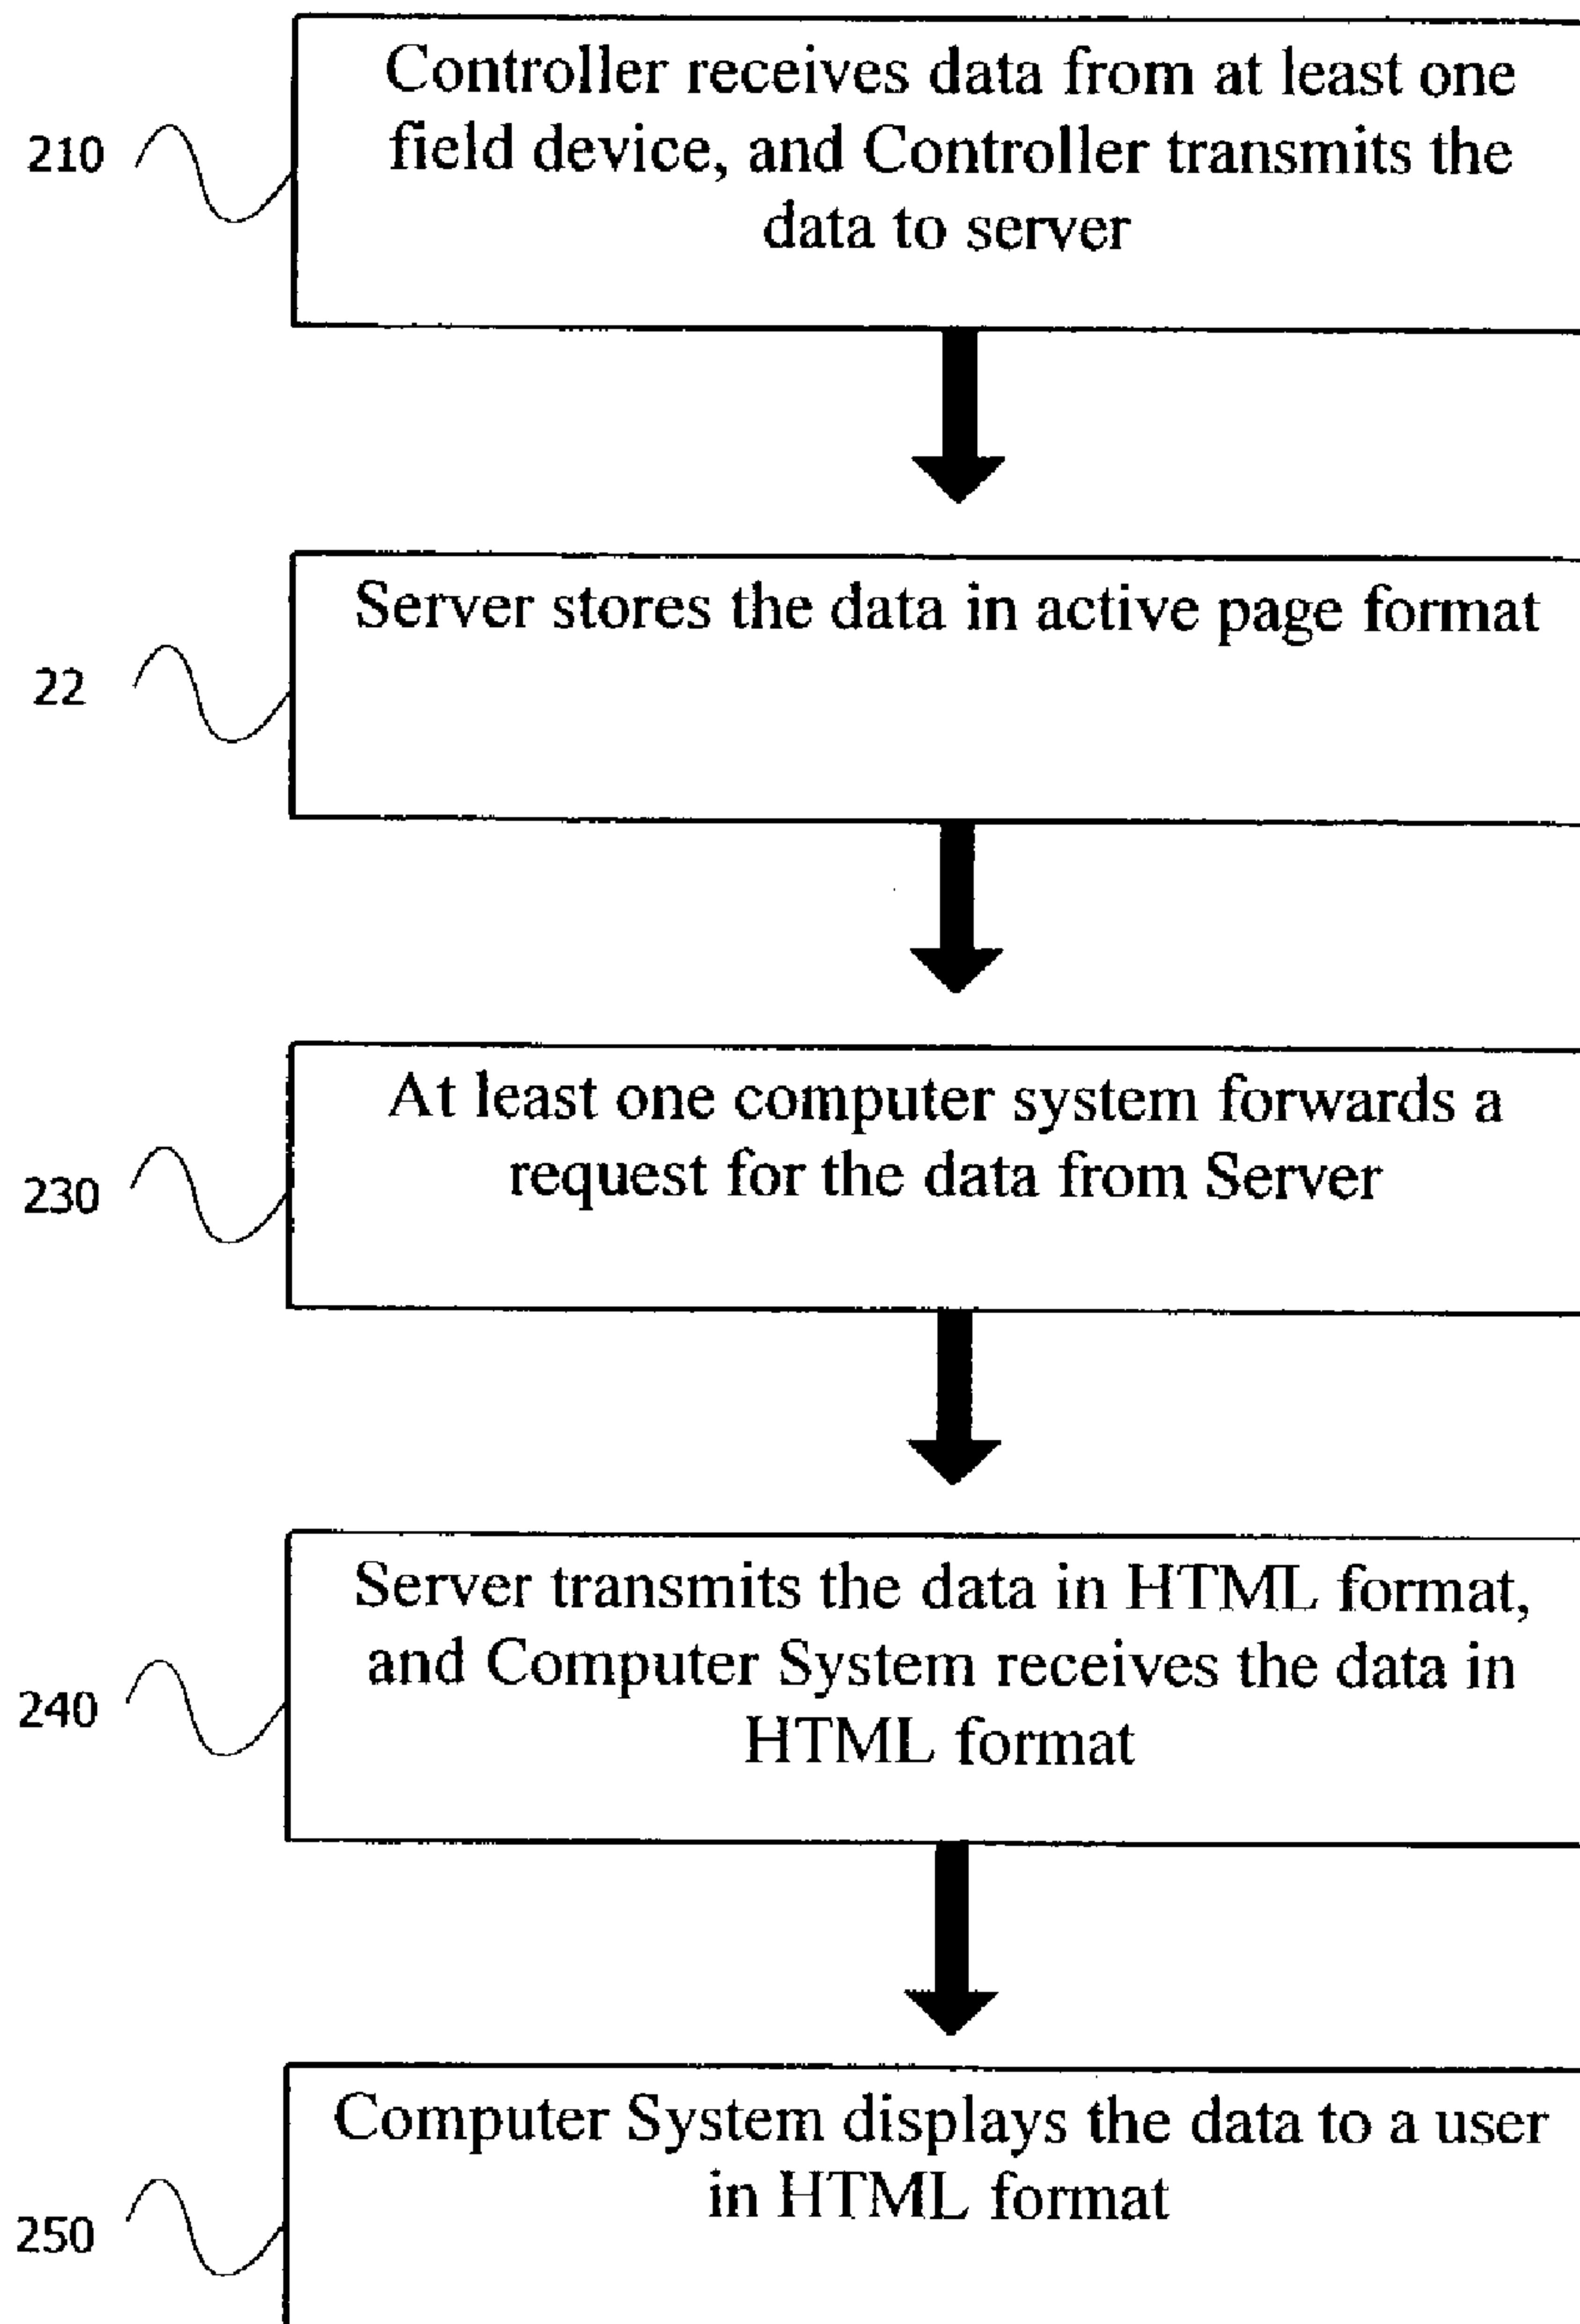 Controller receives data from at least one
field device, and Controller transmits the
data to server
210
Server stores the data in active page format
22
At least one computer system forwards a
request for the data from Server
230
Server transmits the data in HTML format,
and Computer System receives the data in
HTML format
240
Computer System displays the data to a user
in HTML format
250